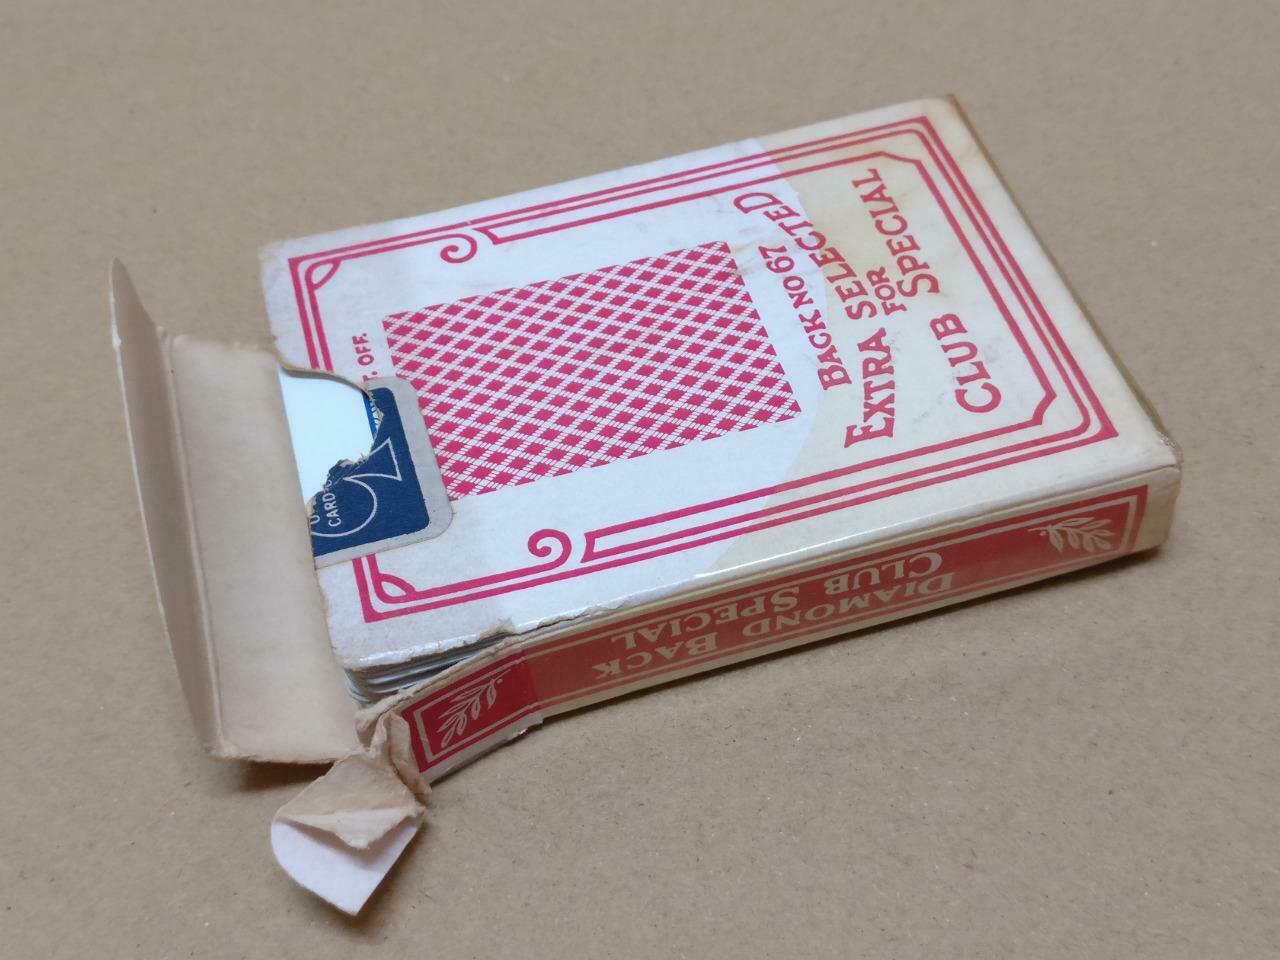 T. OFF.
CARD
BACK NO 67
EXTRA SELECTED
FOR
CLUB SPECIAL
DIAMOND BACK
CLUB SPECIAL